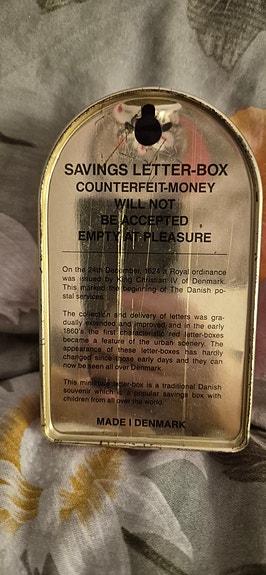 SAVINGS LETTER-BOX
COUNTERFEIT-MONEY
WILL NOT
BE ACCEPTED
EMPTY AT PLEASURE
On the 24th December, 1624 a Royal ordinance
was issued by King Christian IV of Denmark.
This marked the beginning of The Danish po-
stal services.
The collection and delivery of letters was gra-
dually extended and improved and in the early
1860's the first characteristic red letter-boxes
became a feature of the urban scenery. The
appearance of these letter-boxes has hardly
changed since those early days and they can
now be seen all over Denmark.
This miniature letter-box is a traditional Danish
souvenir which is a popular savings box with
children from all over the world.
MADE I DENMARK